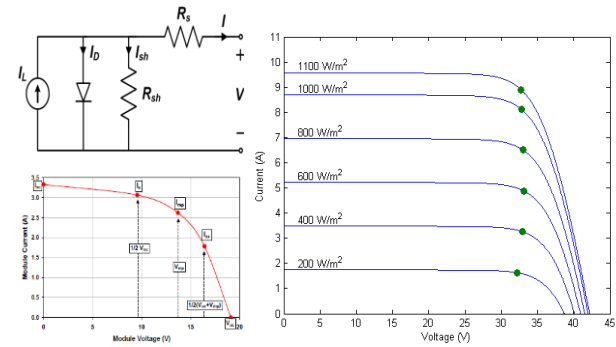 R_s I
I_D I_sh +
I_L R_sh V
−
Module Current (A)
3.5
3.0
2.5
2.0
1.5
1.0
0.5
0.0
I_sc
I_x
I_mp
I_xx
1/2 V_oc
V_mp
1/2(V_oc+V_mp)
V_oc
0 5 10 15 20
Module Voltage (V)
Current (A)
11
10
9
8
7
6
5
4
3
2
1
0
1100 W/m²
1000 W/m²
800 W/m²
600 W/m²
400 W/m²
200 W/m²
0 5 10 15 20 25 30 35 40 45
Voltage (V)